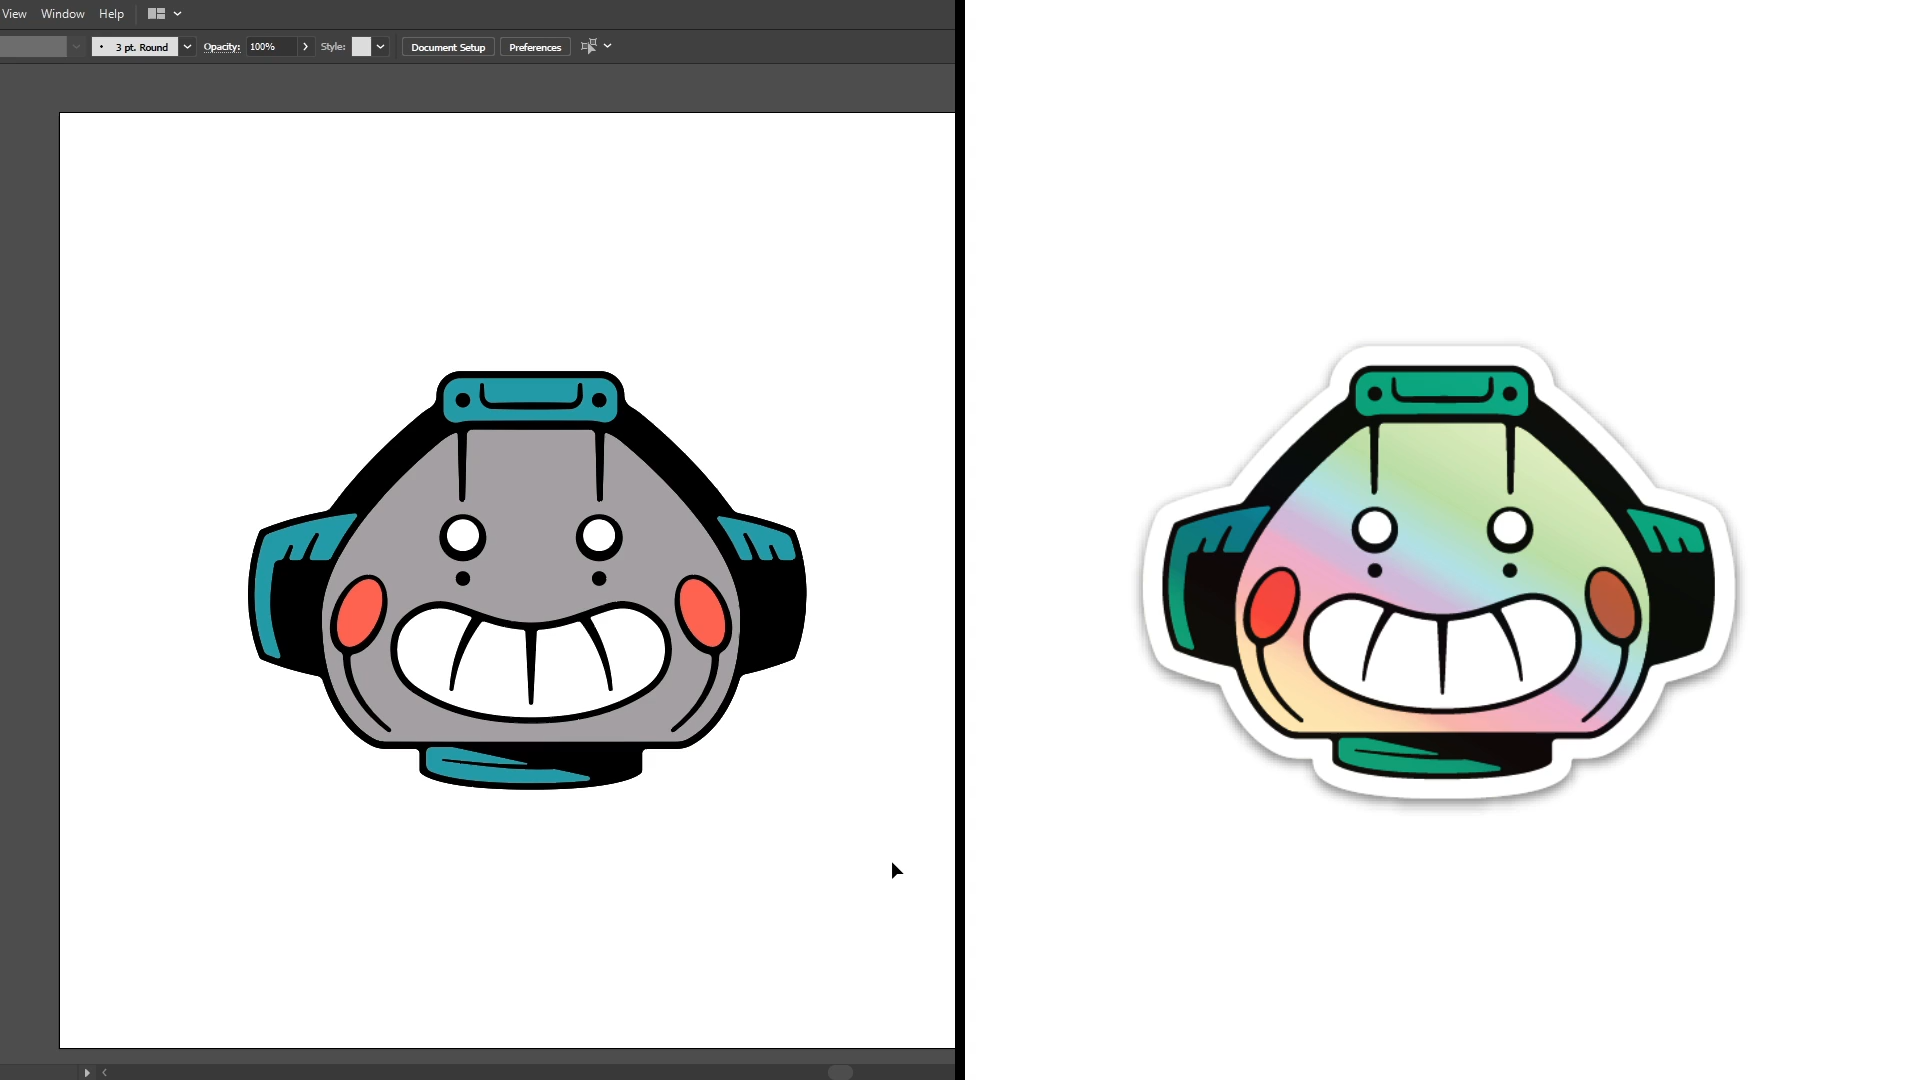 View Window Help
3 pt. Round Opacity: 100% Style: Document Setup Preferences